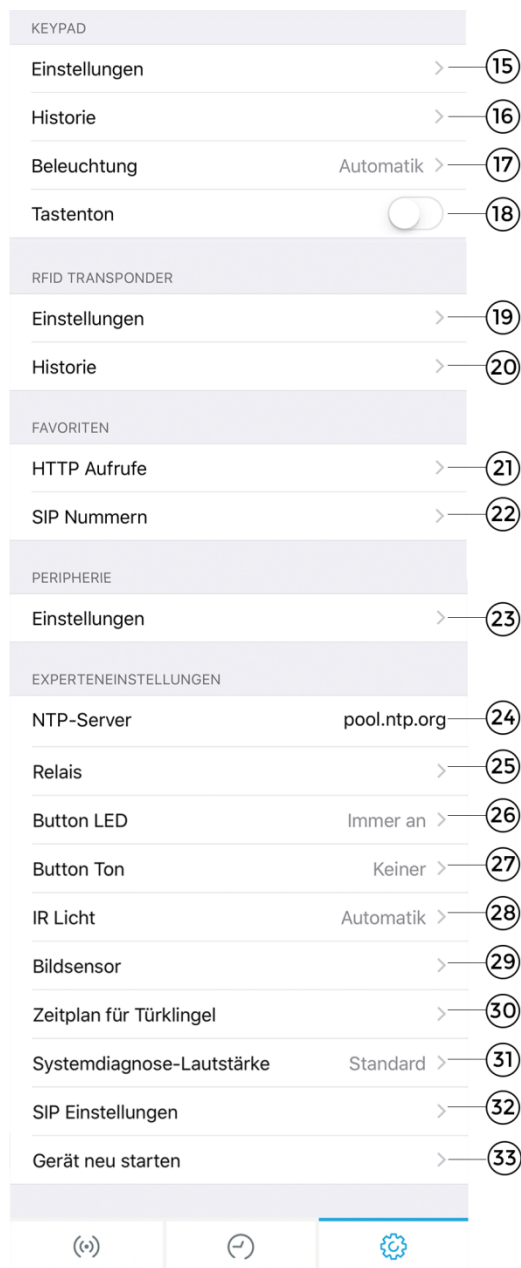 KEYPAD
Einstellungen 15
Historie 16
Beleuchtung Automatik 17
Tastenton 18
RFID TRANSPONDER
Einstellungen 19
Historie 20
FAVORITEN
HTTP Aufrufe 21
SIP Nummern 22
PERIPHERIE
Einstellungen 23
EXPERTENEINSTELLUNGEN
NTP-Server pool.ntp.org 24
Relais 25
Button LED Immer an 26
Button Ton Keiner 27
IR Licht Automatik 28
Bildsensor 29
Zeitplan für Türklingel 30
Systemdiagnose-Lautstärke Standard 31
SIP Einstellungen 32
Gerät neu starten 33